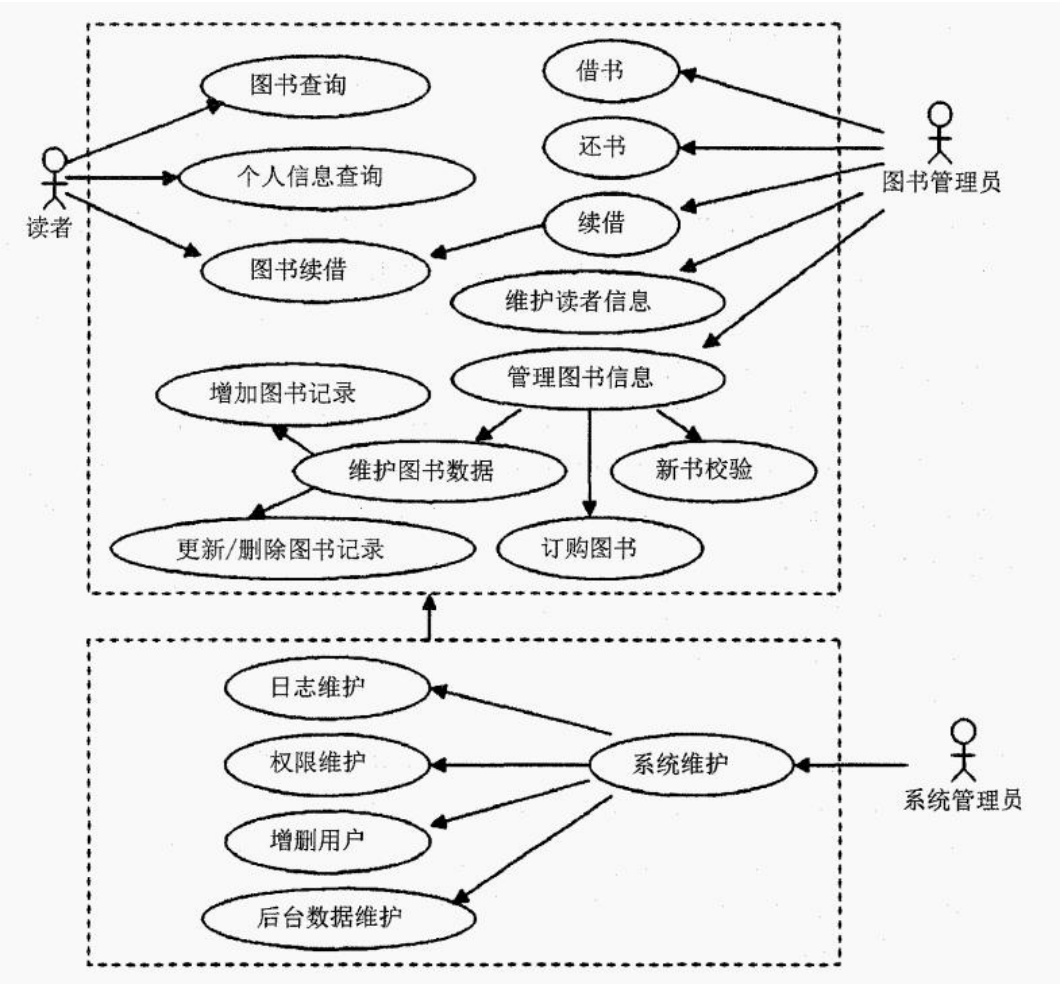 图书查询
借书
还书
图书管理员
个人信息查询
读者
续借
图书续借
维护读者信息
管理图书信息
增加图书记录
维护图书数据
新书校验
更新/删除图书记录
订购图书
日志维护
权限维护
系统维护
系统管理员
增删用户
后台数据维护